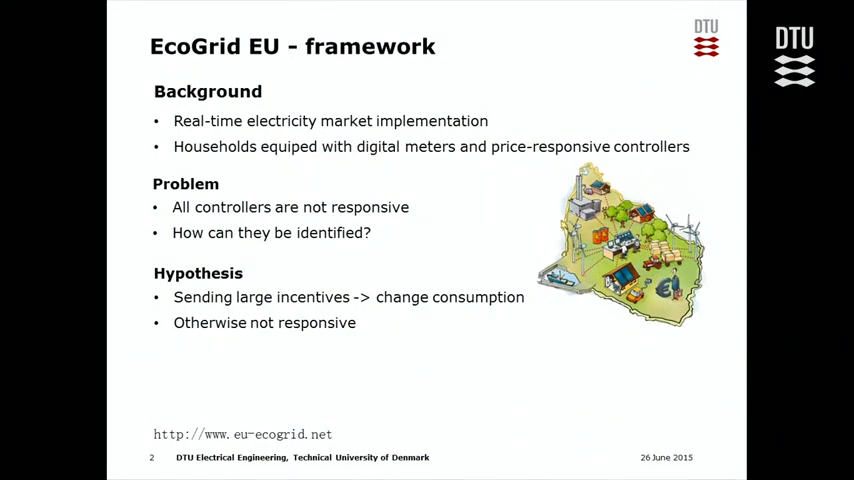 DTU
DTU
EcoGrid EU - framework
Background
• Real-time electricity market implementation
• Households equiped with digital meters and price-responsive controllers
Problem
• All controllers are not responsive
• How can they be identified?
Hypothesis
• Sending large incentives -> change consumption
• Otherwise not responsive
€
http://www.eu-ecogrid.net
2 DTU Electrical Engineering, Technical University of Denmark 26 June 2015